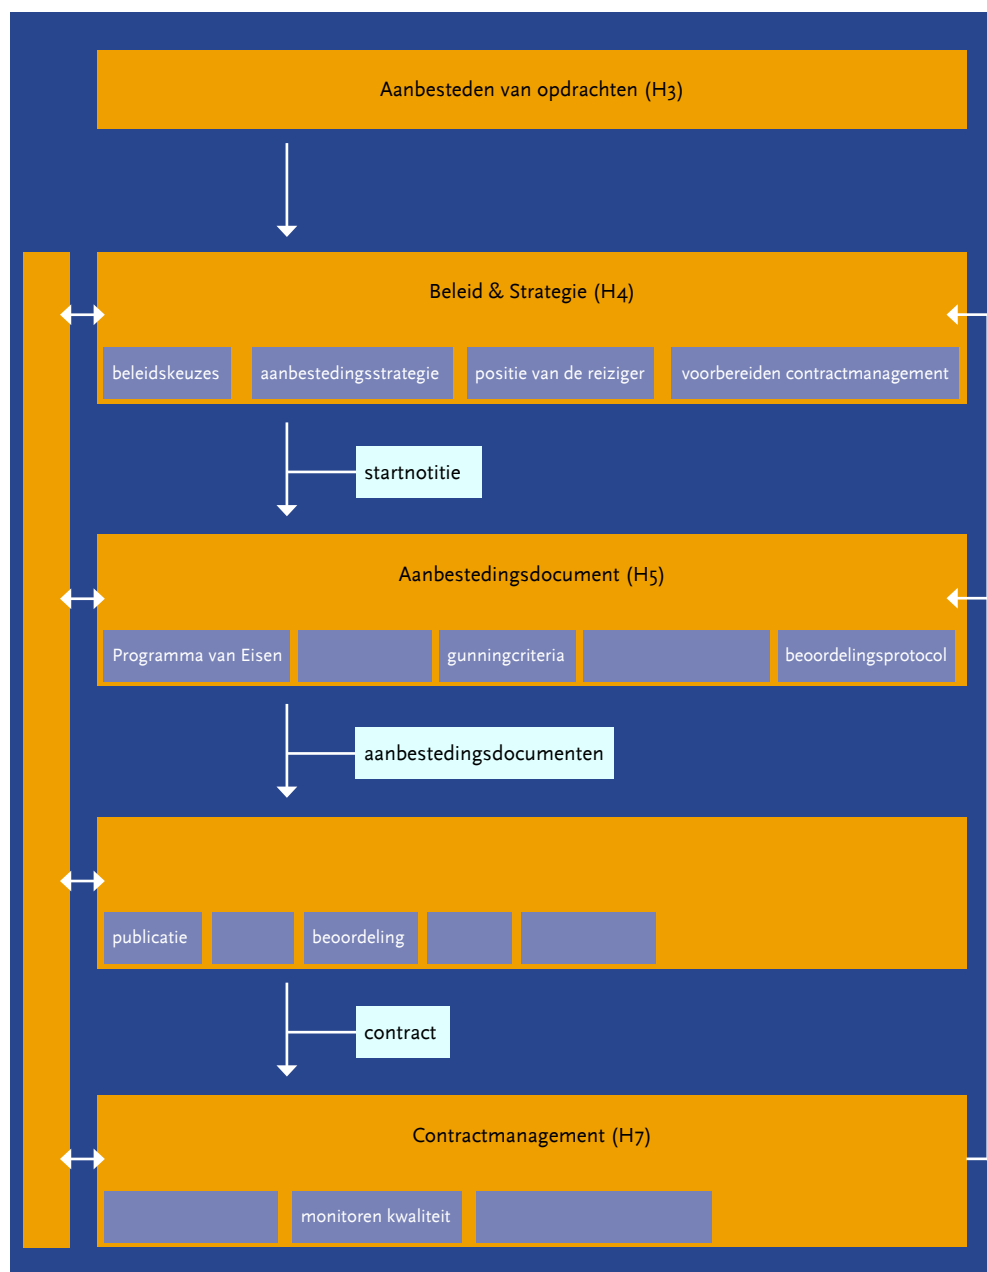 Aanbesteden van opdrachten (H3)
Beleid & Strategie (H4)
beleidskeuzes
aanbestedingsstrategie
positie van de reiziger
voorbereiden contractmanagement
startnotitie
Aanbestedingsdocument (H5)
Programma van Eisen
gunningcriteria
beoordelingsprotocol
aanbestedingsdocumenten
publicatie
beoordeling
contract
Contractmanagement (H7)
monitoren kwaliteit